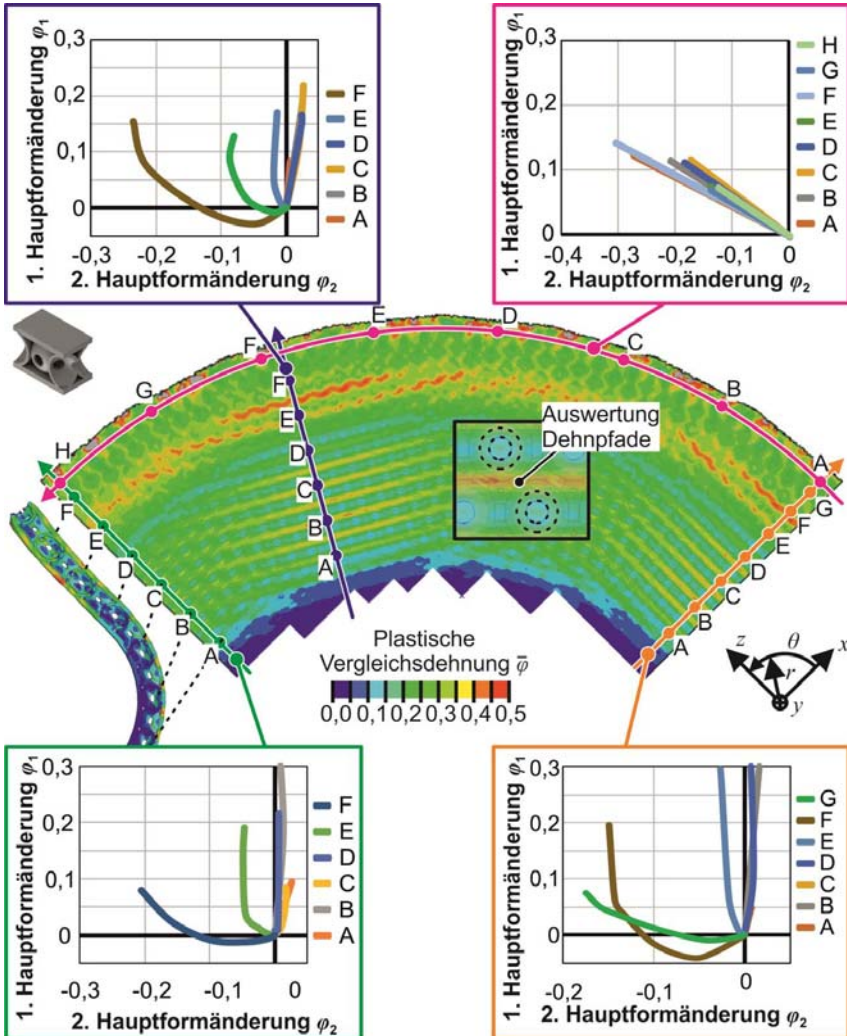 1. Hauptformänderung φ₁
0,3
0,2
0,1
0
-0,3
-0,2
-0,1
0
2. Hauptformänderung φ₂
F
E
D
C
B
A
1. Hauptformänderung φ₁
0,3
0,2
0,1
0
-0,4
-0,3
-0,2
-0,1
0
2. Hauptformänderung φ₂
H
G
F
E
D
C
B
A
H
G
F
E
D
C
B
A
F
E
D
C
B
A
Auswertung
Dehnpfade
F
E
D
C
B
A
G
F
E
D
C
B
A
Plastische
Vergleichsdehnung φ̄
0,0 0,1 0,2 0,3 0,4 0,5
z
θ
x
r
y
1. Hauptformänderung φ₁
0,3
0,2
0,1
0
-0,3
-0,2
-0,1
0
2. Hauptformänderung φ₂
F
E
D
C
B
A
1. Hauptformänderung φ₁
0,3
0,2
0,1
0
-0,2
-0,1
0
2. Hauptformänderung φ₂
G
F
E
D
C
B
A